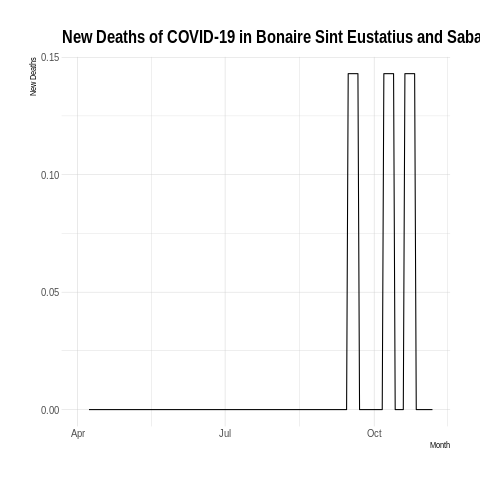 New Deaths of COVID-19 in Bonaire Sint Eustatius and Saba
New Deaths
0.15
0.10
0.05
0.00
Apr
Jul
Oct
Month